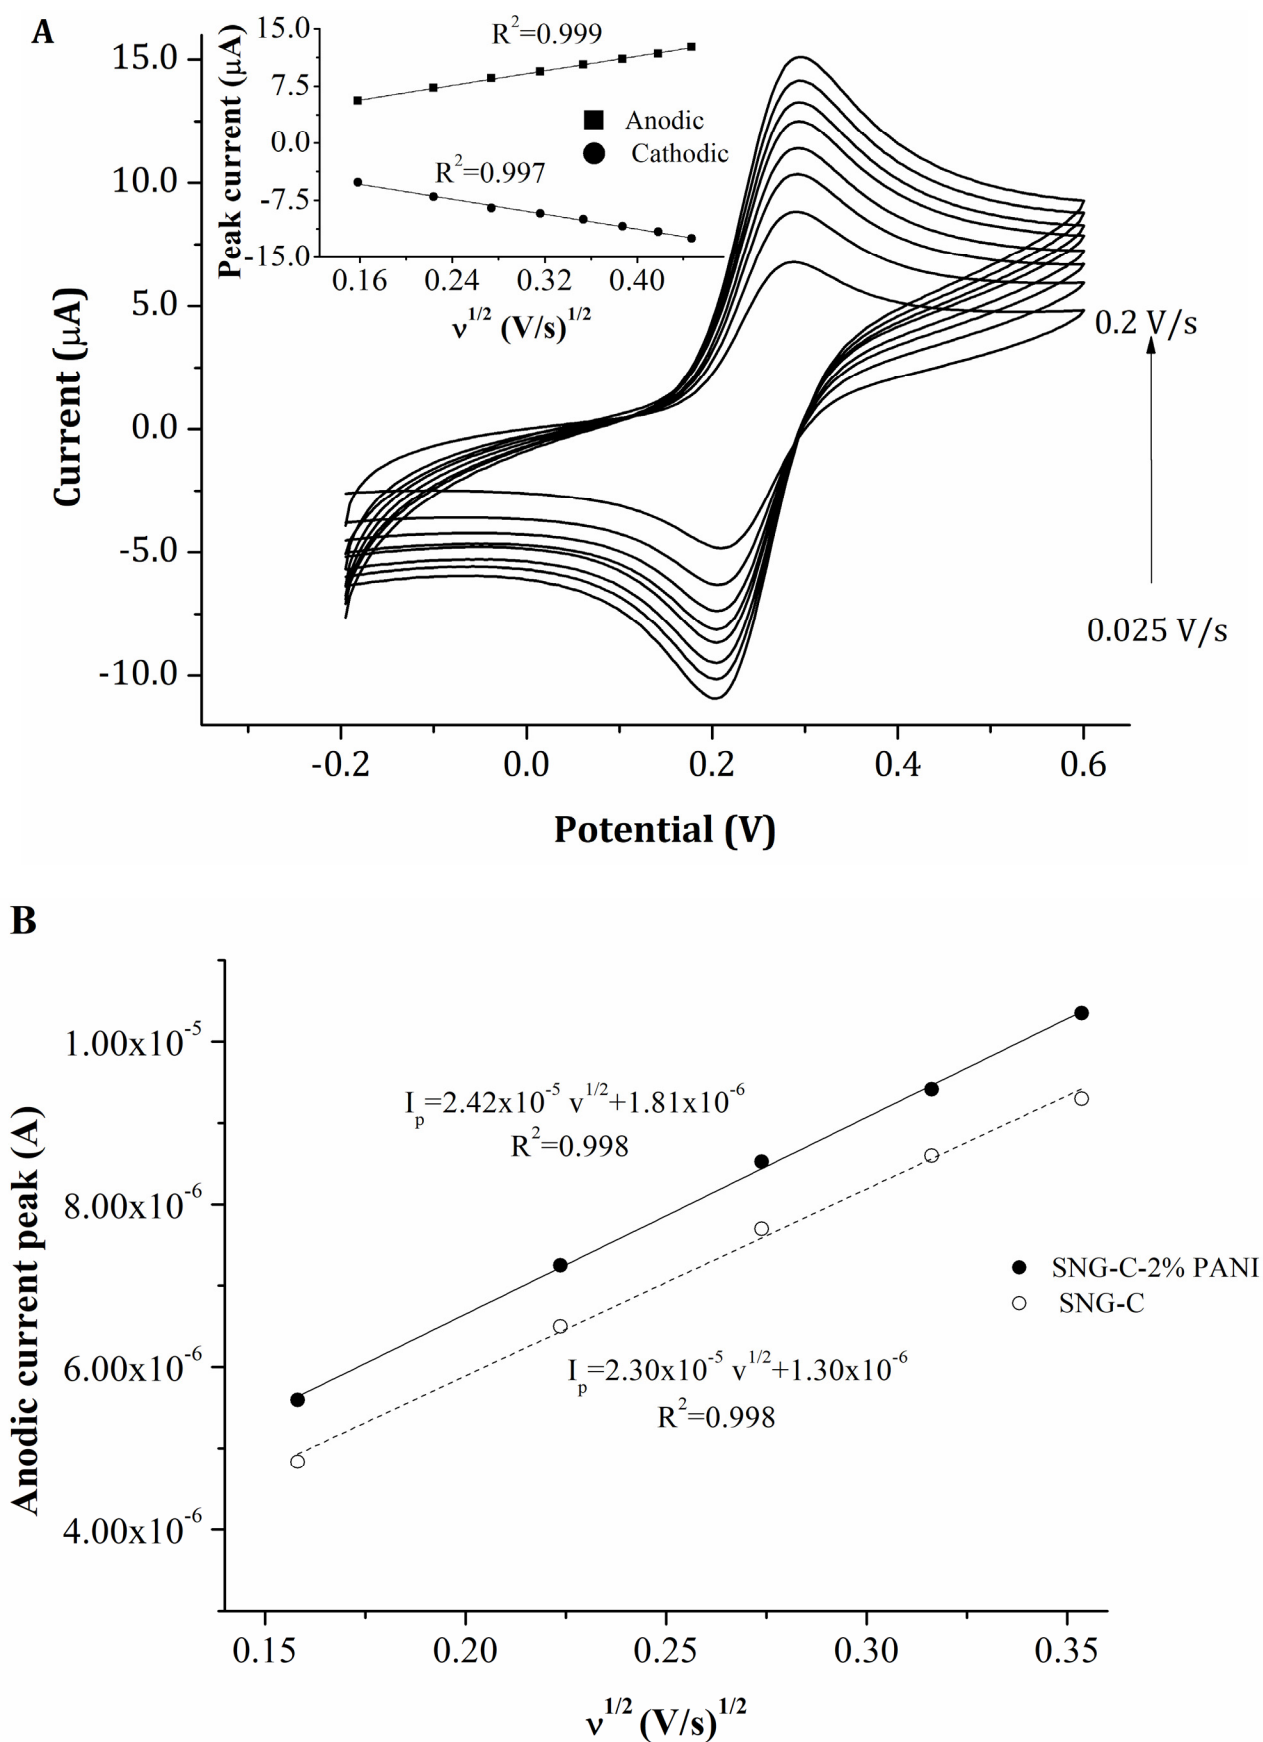 A
15.0
10.0
5.0
0.0
-5.0
-10.0
Current (μA)
-0.2 0.0 0.2 0.4 0.6
Potential (V)
15.0
7.5
0.0
-7.5
-15.0
Peak current (μA)
R²=0.999
Anodic
Cathodic
R²=0.997
0.16 0.24 0.32 0.40
ν^1/2 (V/s)^1/2
0.2 V/s
0.025 V/s
B
1.00x10^-5
8.00x10^-6
6.00x10^-6
4.00x10^-6
Anodic current peak (A)
I_p=2.42x10^-5 v^1/2+1.81x10^-6
R²=0.998
SNG-C-2% PANI
SNG-C
I_p=2.30x10^-5 v^1/2+1.30x10^-6
R²=0.998
0.15 0.20 0.25 0.30 0.35
ν^1/2 (V/s)^1/2